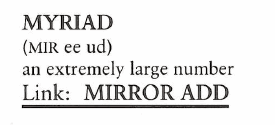 MYRIAD
(MIR ee ud)
an extremely large number
Link: MIRROR ADD